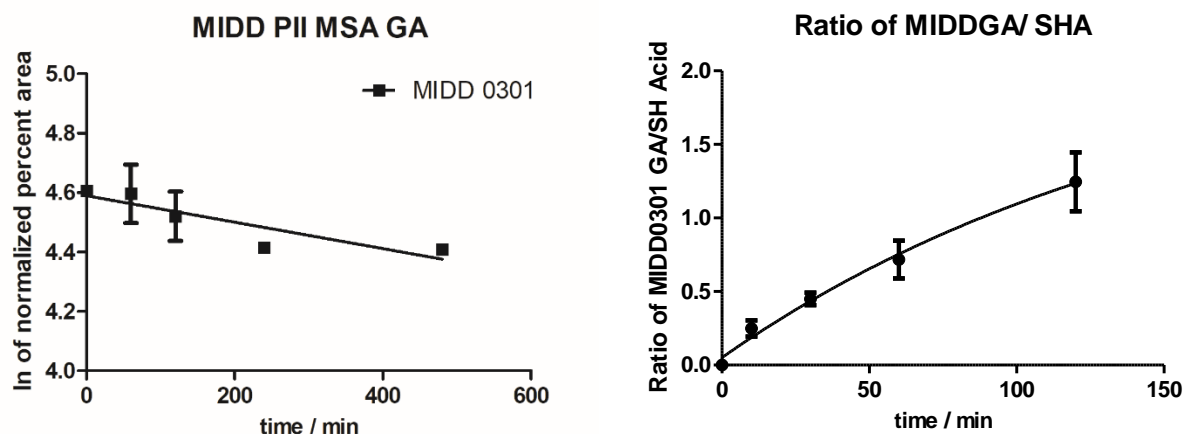 MIDD PII MSA GA
ln of normalized percent area
5.0
4.8
4.6
4.4
4.2
4.0
MIDD 0301
0
200
400
600
time / min
Ratio of MIDDGA/ SHA
Ratio of MIDD0301 GA/SH Acid
2.0
1.5
1.0
0.5
0.0
0
50
100
150
time / min